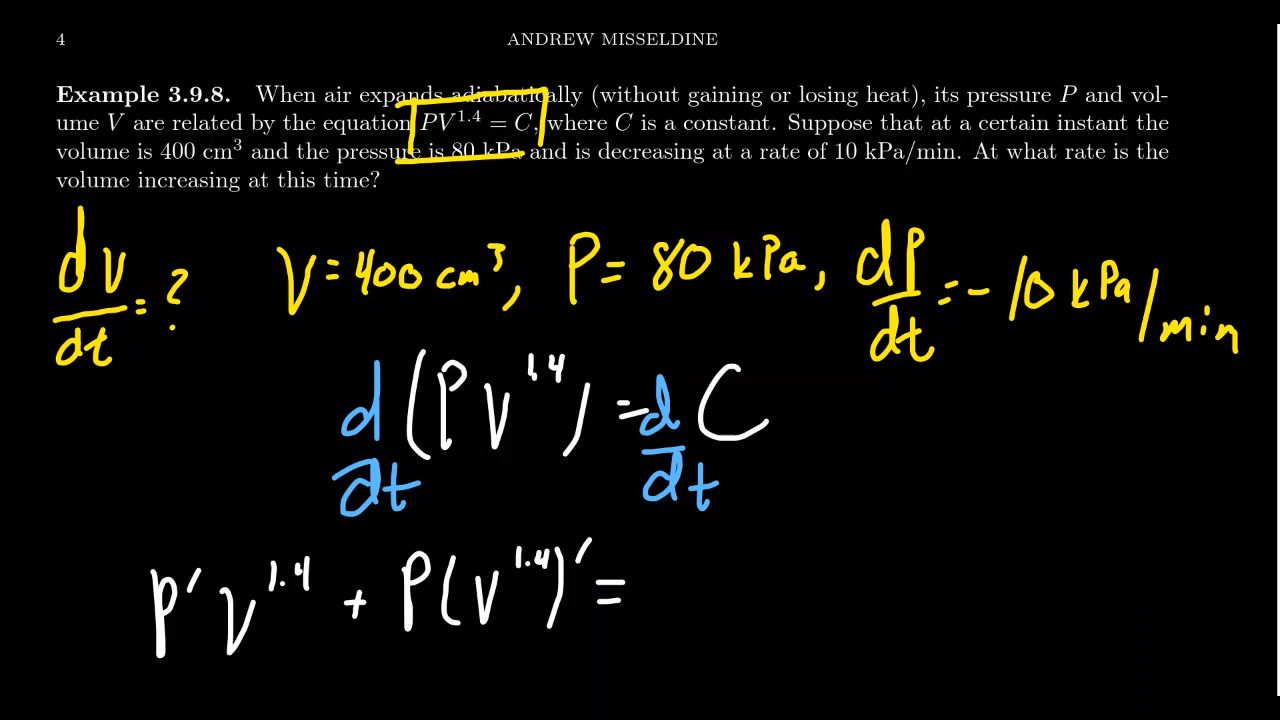 4 ANDREW MISSELDINE
Example 3.9.8. When air expands adiabatically (without gaining or losing heat), its pressure P and vol-
ume V are related by the equation PV^1.4 = C, where C is a constant. Suppose that at a certain instant the
volume is 400 cm³ and the pressure is 80 kPa and is decreasing at a rate of 10 kPa/min. At what rate is the
volume increasing at this time?
dV/dt = ? V = 400 cm³, P = 80 kPa, dP/dt = -10 kPa/min
d/dt (PV^1.4) = d/dt C
P′V^1.4 + P(V^1.4)′ =